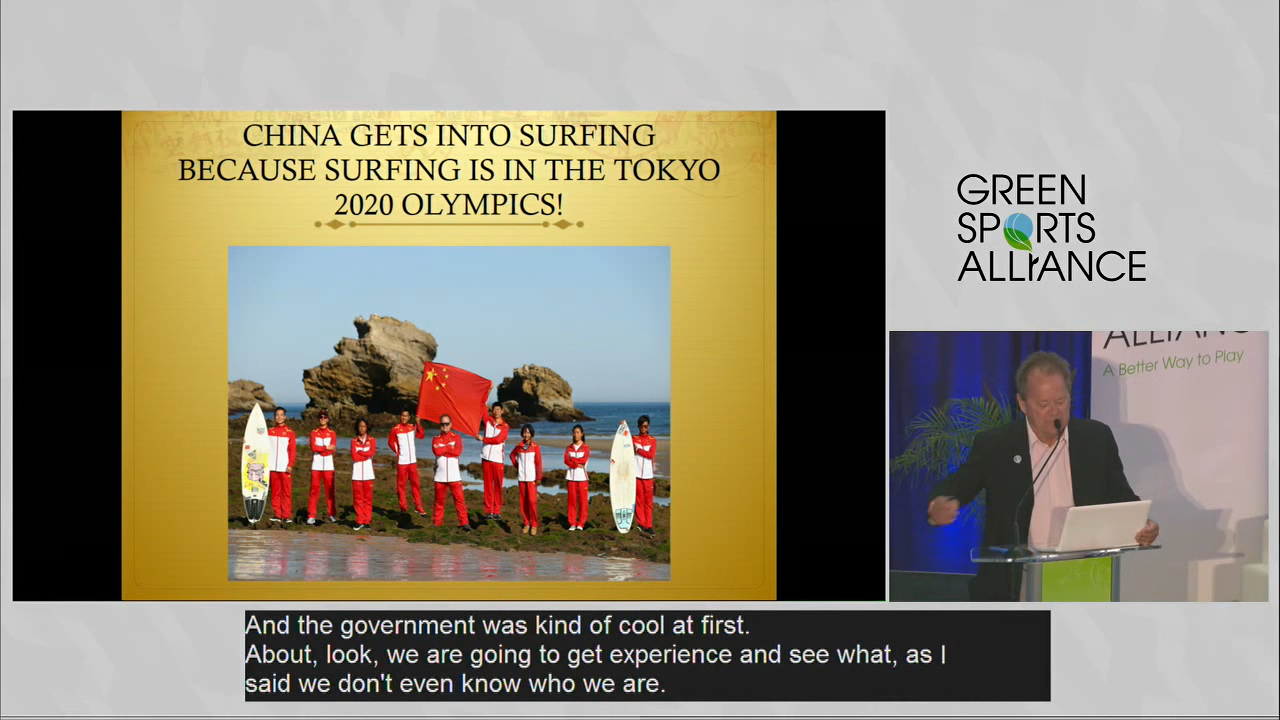 CHINA GETS INTO SURFING
BECAUSE SURFING IS IN THE TOKYO
2020 OLYMPICS!
GREEN
SPORTS
ALLIANCE
ALLIANC
A Better Way to Play
And the government was kind of cool at first.
About, look, we are going to get experience and see what, as I
said we don't even know who we are.